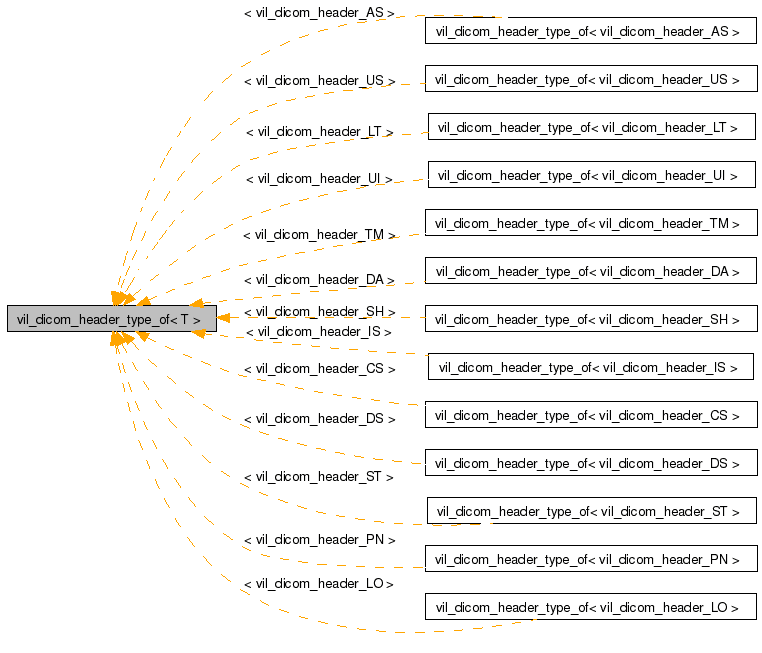 < vil_dicom_header_AS >
vil_dicom_header_type_of< vil_dicom_header_AS >
< vil_dicom_header_US >
vil_dicom_header_type_of< vil_dicom_header_US >
< vil_dicom_header_LT >
vil_dicom_header_type_of< vil_dicom_header_LT >
< vil_dicom_header_UI >
vil_dicom_header_type_of< vil_dicom_header_UI >
< vil_dicom_header_TM >
vil_dicom_header_type_of< vil_dicom_header_TM >
< vil_dicom_header_DA >
vil_dicom_header_type_of< vil_dicom_header_DA >
vil_dicom_header_type_of< T >
< vil_dicom_header_SH >
vil_dicom_header_type_of< vil_dicom_header_SH >
< vil_dicom_header_IS >
vil_dicom_header_type_of< vil_dicom_header_IS >
< vil_dicom_header_CS >
vil_dicom_header_type_of< vil_dicom_header_CS >
< vil_dicom_header_DS >
vil_dicom_header_type_of< vil_dicom_header_DS >
< vil_dicom_header_ST >
vil_dicom_header_type_of< vil_dicom_header_ST >
< vil_dicom_header_PN >
vil_dicom_header_type_of< vil_dicom_header_PN >
< vil_dicom_header_LO >
vil_dicom_header_type_of< vil_dicom_header_LO >